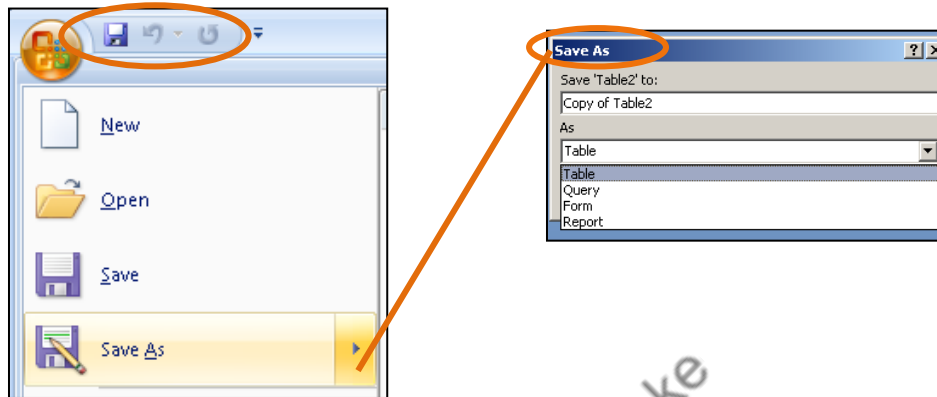 New
Open
Save
Save As
Save As
Save 'Table2' to:
Copy of Table2
As
Table
Table
Query
Form
Report